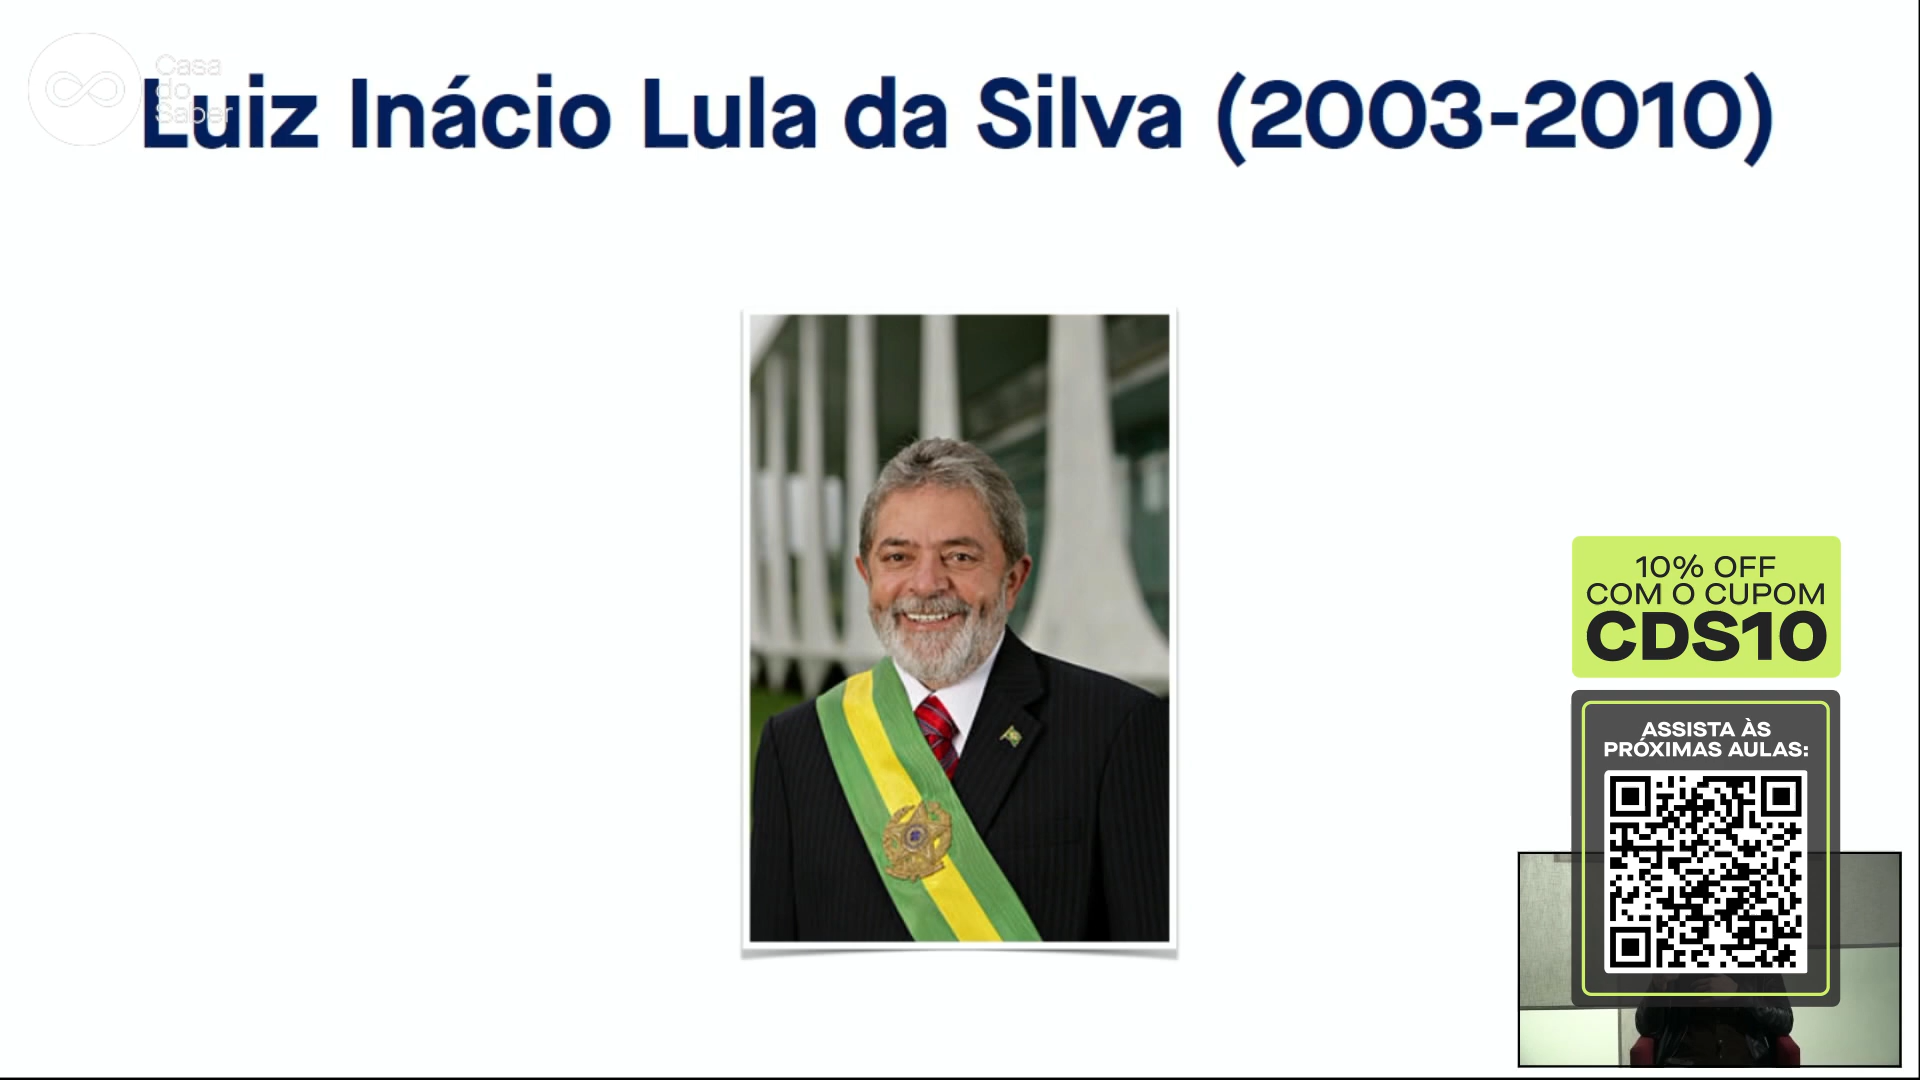 Casa
do
Saber
Luiz Inácio Lula da Silva (2003-2010)
10% OFF
COM O CUPOM
CDS10
ASSISTA ÀS
PRÓXIMAS AULAS: